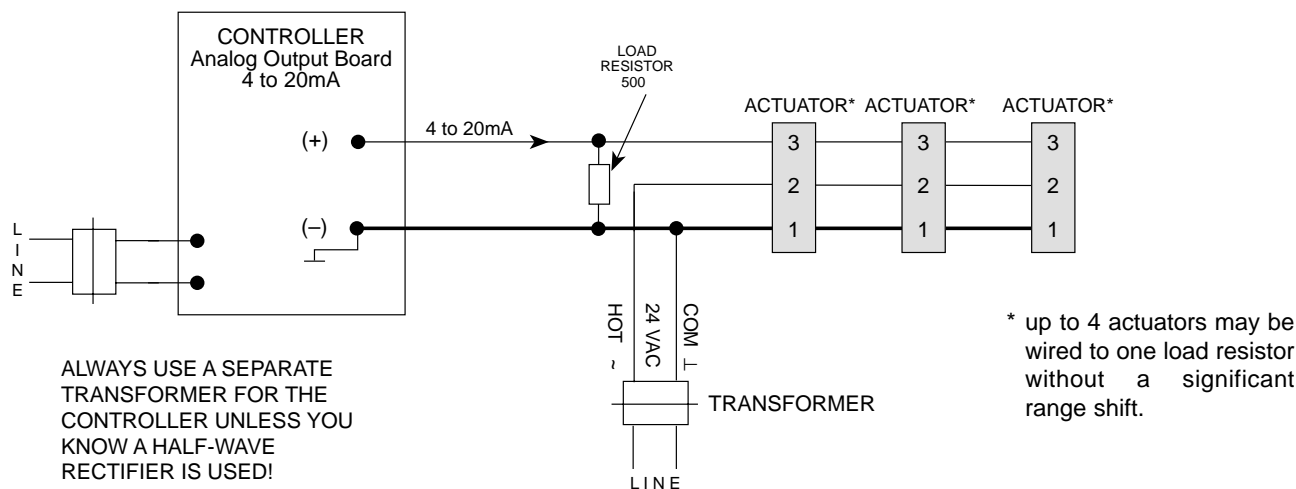 CONTROLLER
Analog Output Board
4 to 20mA
LOAD
RESISTOR
500
ACTUATOR* ACTUATOR* ACTUATOR*
(+)
4 to 20mA
3 3 3
2 2 2
(–)
1 1 1
LINE
HOT ~
24 VAC
COM ⊥
TRANSFORMER
LINE
ALWAYS USE A SEPARATE
TRANSFORMER FOR THE
CONTROLLER UNLESS YOU
KNOW A HALF-WAVE
RECTIFIER IS USED!
* up to 4 actuators may be
wired to one load resistor
without a significant
range shift.